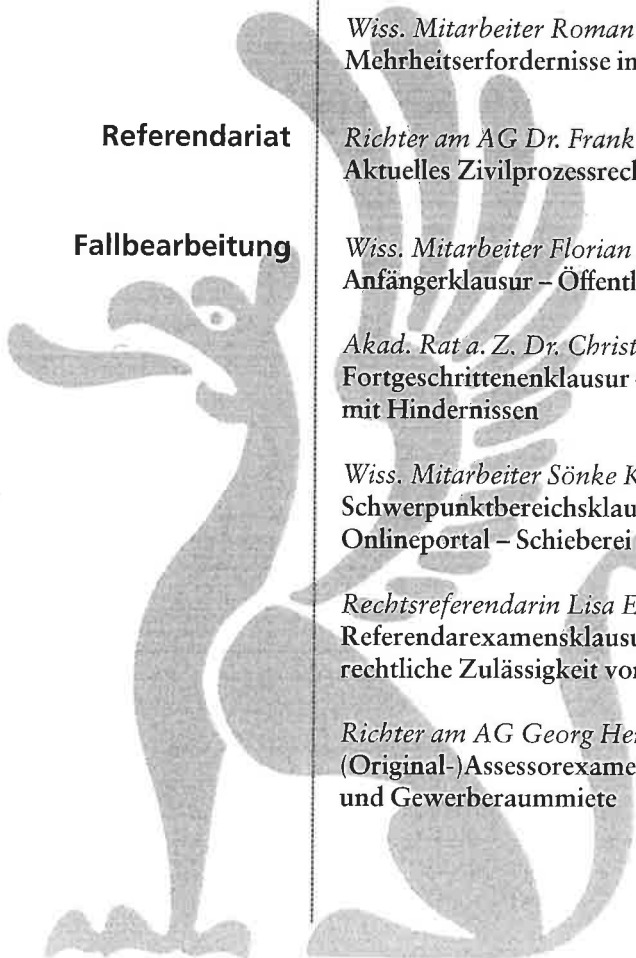 Wiss. Mitarbeiter Roman
Mehrheitserfordernisse in
Referendariat
Richter am AG Dr. Frank
Aktuelles Zivilprozessrech
Fallbearbeitung
Wiss. Mitarbeiter Florian
Anfängerklausur – Öffentl
Akad. Rat a. Z. Dr. Christ
Fortgeschrittenenklausur –
mit Hindernissen
Wiss. Mitarbeiter Sönke K
Schwerpunktbereichsklau
Onlineportal – Schieberei
Rechtsreferendarin Lisa E
Referendarexamensklausu
rechtliche Zulässigkeit von
Richter am AG Georg He
(Original-)Assessorexame
und Gewerberaummiete